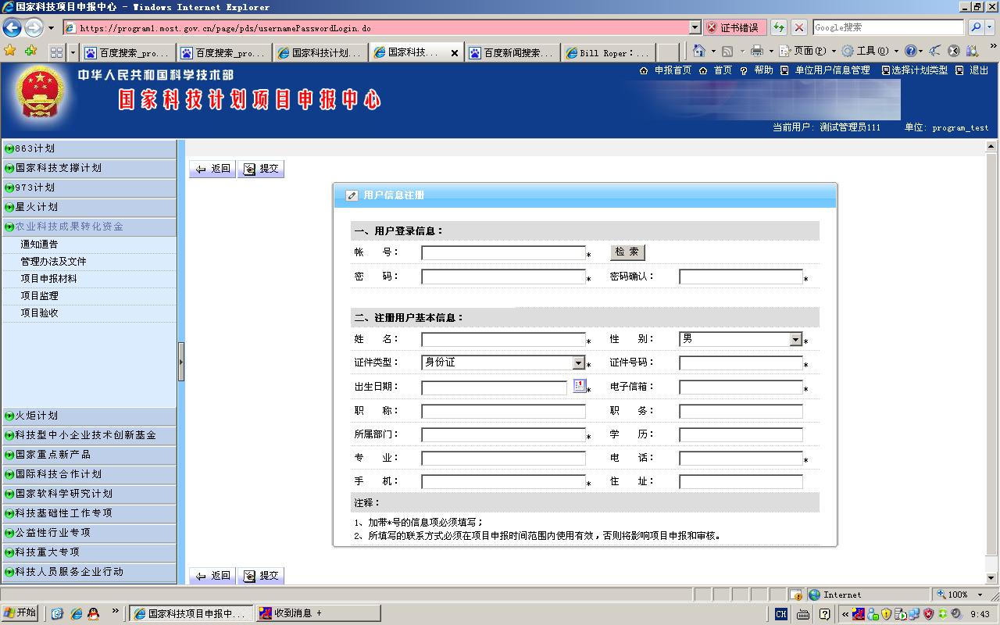 国家科技项目申报中心 - Windows Internet Explorer
https://program1.most.gov.cn/page/pds/usernamePasswordLogin.do
证书错误
Google搜索
百度搜索_pro...
百度搜索_pro...
国家科技计划...
国家科技...
百度新闻搜索...
Bill Roper: ...
页面(P)
工具(O)
中华人民共和国科学技术部
国家科技计划项目申报中心
申报首页 首页 帮助 单位用户信息管理 选择计划类型 退出
当前用户: 测试管理员111 单位: program_test
863计划
国家科技支撑计划
973计划
星火计划
农业科技成果转化资金
通知通告
管理办法及文件
项目申报材料
项目监理
项目验收
火炬计划
科技型中小企业技术创新基金
国家重点新产品
国际科技合作计划
国家软科学研究计划
科技基础性工作专项
公益性行业专项
科技重大专项
科技人员服务企业行动
返回 提交
用户信息注册
一、用户登录信息：
帐 号： * 检 索
密 码： * 密码确认： *
二、注册用户基本信息：
姓 名： * 性 别： 男 *
证件类型： 身份证 * 证件号码： *
出生日期： * 电子信箱： *
职 称： 职 务：
所属部门： * 学 历：
专 业： 电 话： *
手 机： * 住 址：
注释：
1、加带*号的信息项必须填写；
2、所填写的联系方式必须在项目申报时间范围内使用有效，否则将影响项目申报和审核。
返回 提交
Internet
100%
开始
国家科技项目申中...
收到消息 +
CH
9:43